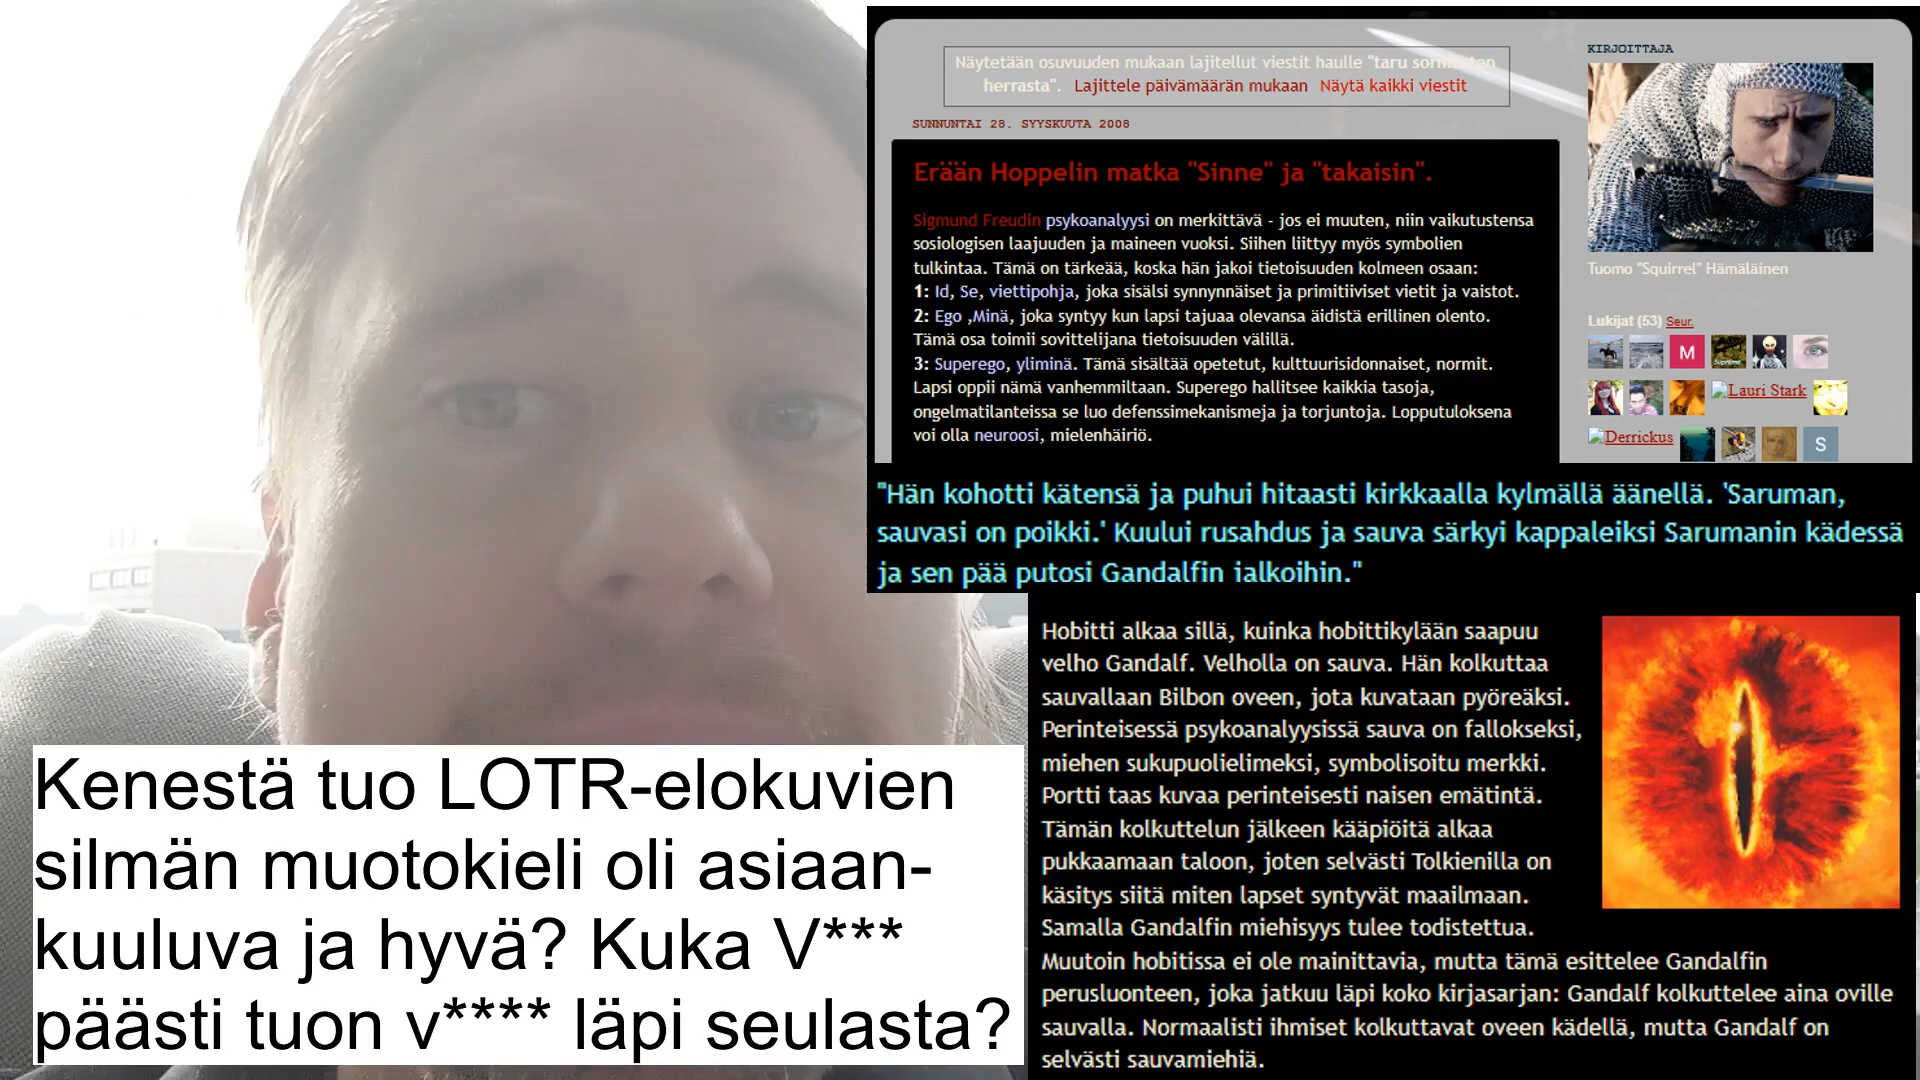 Näytetään osuvuuden mukaan lajitellut viestit haulle "taru sormusten
herrasta". Lajittele päivämäärän mukaan Näytä kaikki viestit
SUNNUNTAI 28. SYYSKUUTA 2008
Erään Hoppelin matka "Sinne" ja "takaisin".
Sigmund Freudin psykoanalyysi on merkittävä - jos ei muuten, niin vaikutustensa
sosiologisen laajuuden ja maineen vuoksi. Siihen liittyy myös symbolien
tulkintaa. Tämä on tärkeää, koska hän jakoi tietoisuuden kolmeen osaan:
1: Id, Se, viettipohja, joka sisälsi synnynnäiset ja primitiiviset vietit ja vaistot.
2: Ego ,Minä, joka syntyy kun lapsi tajuaa olevansa äidistä erillinen olento.
Tämä osa toimii sovittelijana tietoisuuden välillä.
3: Superego, yliminä. Tämä sisältää opetetut, kulttuurisidonnaiset, normit.
Lapsi oppii nämä vanhemmiltaan. Superego hallitsee kaikkia tasoja,
ongelmatilanteissa se luo defenssimekanismeja ja torjuntoja. Lopputuloksena
voi olla neuroosi, mielenhäiriö.
KIRJOITTAJA
Tuomo "Squirrel" Hämäläinen
Lukijat (53) Seur.
M
Supreme
Lauri Stark
Derrickus
S
"Hän kohotti kätensä ja puhui hitaasti kirkkaalla kylmällä äänellä. 'Saruman,
sauvasi on poikki.' Kuului rusahdus ja sauva särkyi kappaleiksi Sarumanin kädessä
ja sen pää putosi Gandalfin jalkoihin."
Hobitti alkaa sillä, kuinka hobittikylään saapuu
velho Gandalf. Velholla on sauva. Hän kolkuttaa
sauvallaan Bilbon oveen, jota kuvataan pyöreäksi.
Perinteisessä psykoanalyysissä sauva on fallokseksi,
miehen sukupuolielimeksi, symbolisoitu merkki.
Portti taas kuvaa perinteisesti naisen emätintä.
Tämän kolkuttelun jälkeen kääpiöitä alkaa
pukkaamaan taloon, joten selvästi Tolkienilla on
käsitys siitä miten lapset syntyvät maailmaan.
Samalla Gandalfin miehisyys tulee todistettua.
Muutoin hobitissa ei ole mainittavia, mutta tämä esittelee Gandalfin
perusluonteen, joka jatkuu läpi koko kirjasarjan: Gandalf kolkuttelee aina oville
sauvalla. Normaalisti ihmiset kolkuttavat oveen kädellä, mutta Gandalf on
selvästi sauvamiehiä.
Kenestä tuo LOTR-elokuvien
silmän muotokieli oli asiaan-
kuuluva ja hyvä? Kuka V***
päästi tuon v**** läpi seulasta?